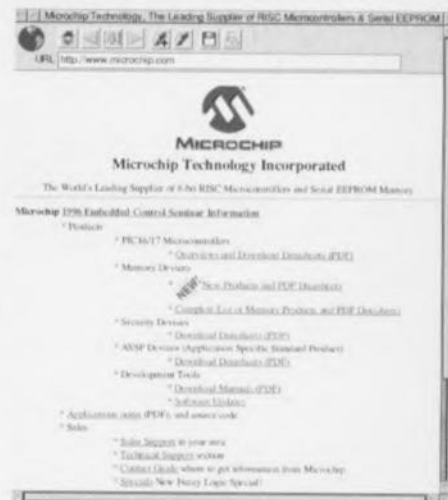 Microchip Technology, The Leading Supplier of RISC Microcontrollers & Serial EEPROM
URL http://www.microchip.com
MICROCHIP
Microchip Technology Incorporated
The World's Leading Supplier of 8-bit RISC Microcontrollers and Serial EEPROM Memory
Microchip 1996 Embedded Control Seminar Information
* Products
* PIC16/17 Microcontrollers
* Overviews and Download Datasheets (PDF)
* Memory Devices
* NEW! New Products and PDF Datasheets
* Complete List of Memory Products and PDF Datasheets
* Security Devices
* Download Datasheets (PDF)
* ASSP Devices (Application Specific Standard Product)
* Download Datasheets (PDF)
* Development Tools
* Download Manuals (PDF)
* Software Updates
* Applications notes (PDF), and source code
* Sales
* Sales Support in your area
* Technical Support section
* Contact Guide where to get information from Microchip
* Specials New Fuzzy Logic Special!